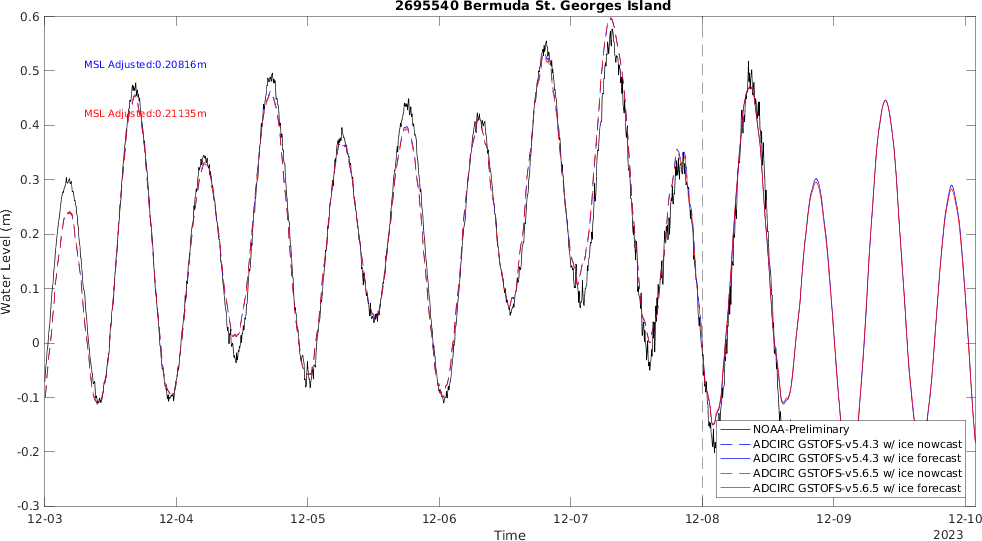 2695540 Bermuda St. Georges Island
0.6
0.5
0.4
0.3
0.2
0.1
0
-0.1
-0.2
-0.3
Water Level (m)
MSL Adjusted:0.20816m
MSL Adjusted:0.21135m
NOAA-Preliminary
ADCIRC GSTOFS-v5.4.3 w/ ice nowcast
ADCIRC GSTOFS-v5.4.3 w/ ice forecast
ADCIRC GSTOFS-v5.6.5 w/ ice nowcast
ADCIRC GSTOFS-v5.6.5 w/ ice forecast
12-03 12-04 12-05 12-06 12-07 12-08 12-09 12-10
Time
2023